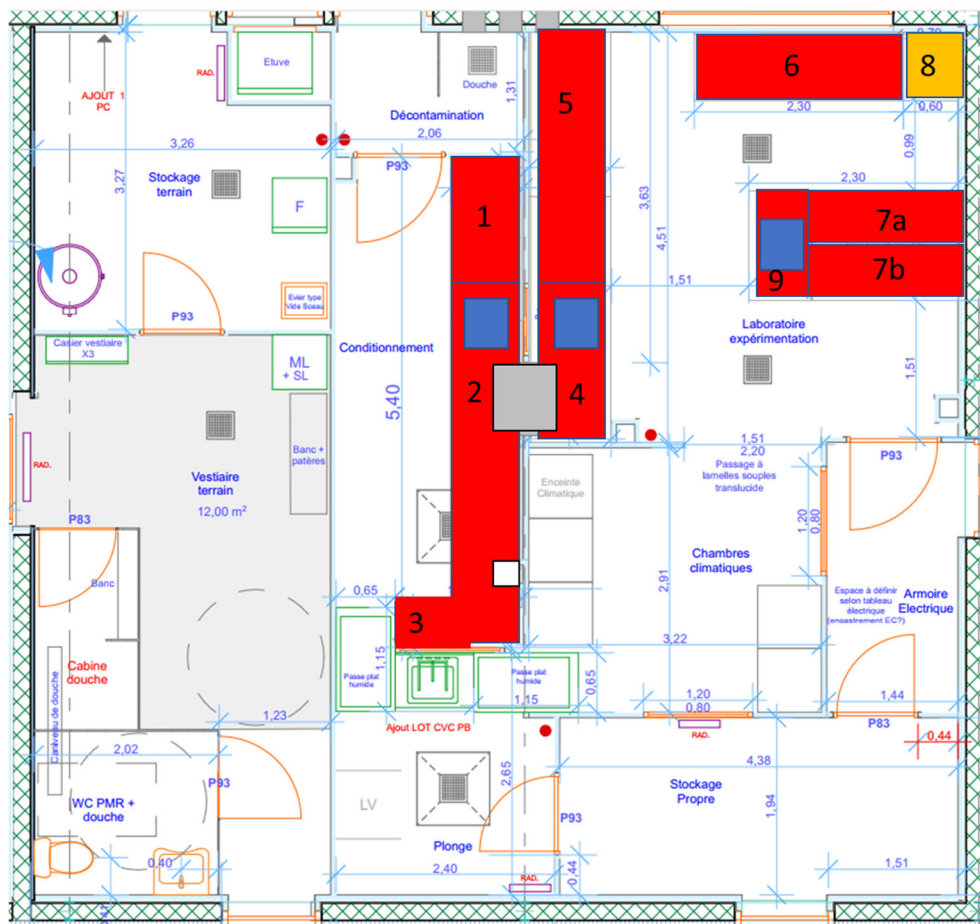 Etuve
RAD.
AJOUT 1
PC
Douche
1,31
Décontamination
2,06
3,26
3,27
Stockage
terrain
F
P93
P93
Evier type
Vide Sceau
Casier vestiaire
X3
ML
+ SL
Conditionnement
5,40
1
2
3
5
4
6
8
0,70
2,30
0,60
0,99
2,30
3,63
4,51
7a
7b
9
1,51
Laboratoire
expérimentation
1,51
RAD.
Vestiaire
terrain
12,00 m²
Banc +
patères
P83
Banc
Cabine
douche
Caniveau de douche
1,23
2,02
WC PMR +
douche
0,40
P93
Enceinte
Climatique
1,51
2,20
Passage à
lamelles souples
translucide
1,20
0,80
P93
Chambres
climatiques
2,91
Espace à définir
selon tableau
électrique
(encastrement EC?)
Armoire
Electrique
3,22
0,65
1,15
Passe plat
humide
Passe plat
humide
1,15
0,65
Ajout LOT CVC PB
1,20
0,80
RAD.
1,44
P83
0,44
4,38
2,65
Stockage
Propre
1,94
LV
Plonge
P93
2,40
0,44
RAD.
1,51